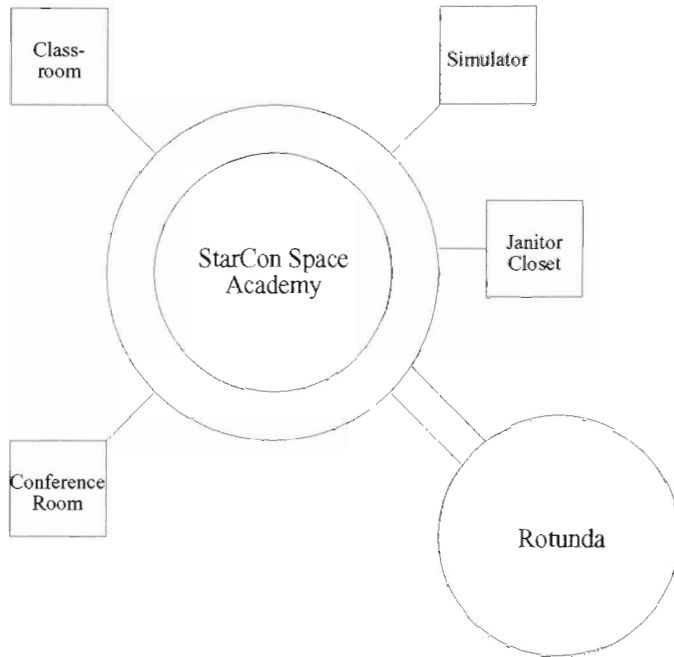 Class-
room
Simulator
StarCon Space
Academy
Janitor
Closet
Conference
Room
Rotunda